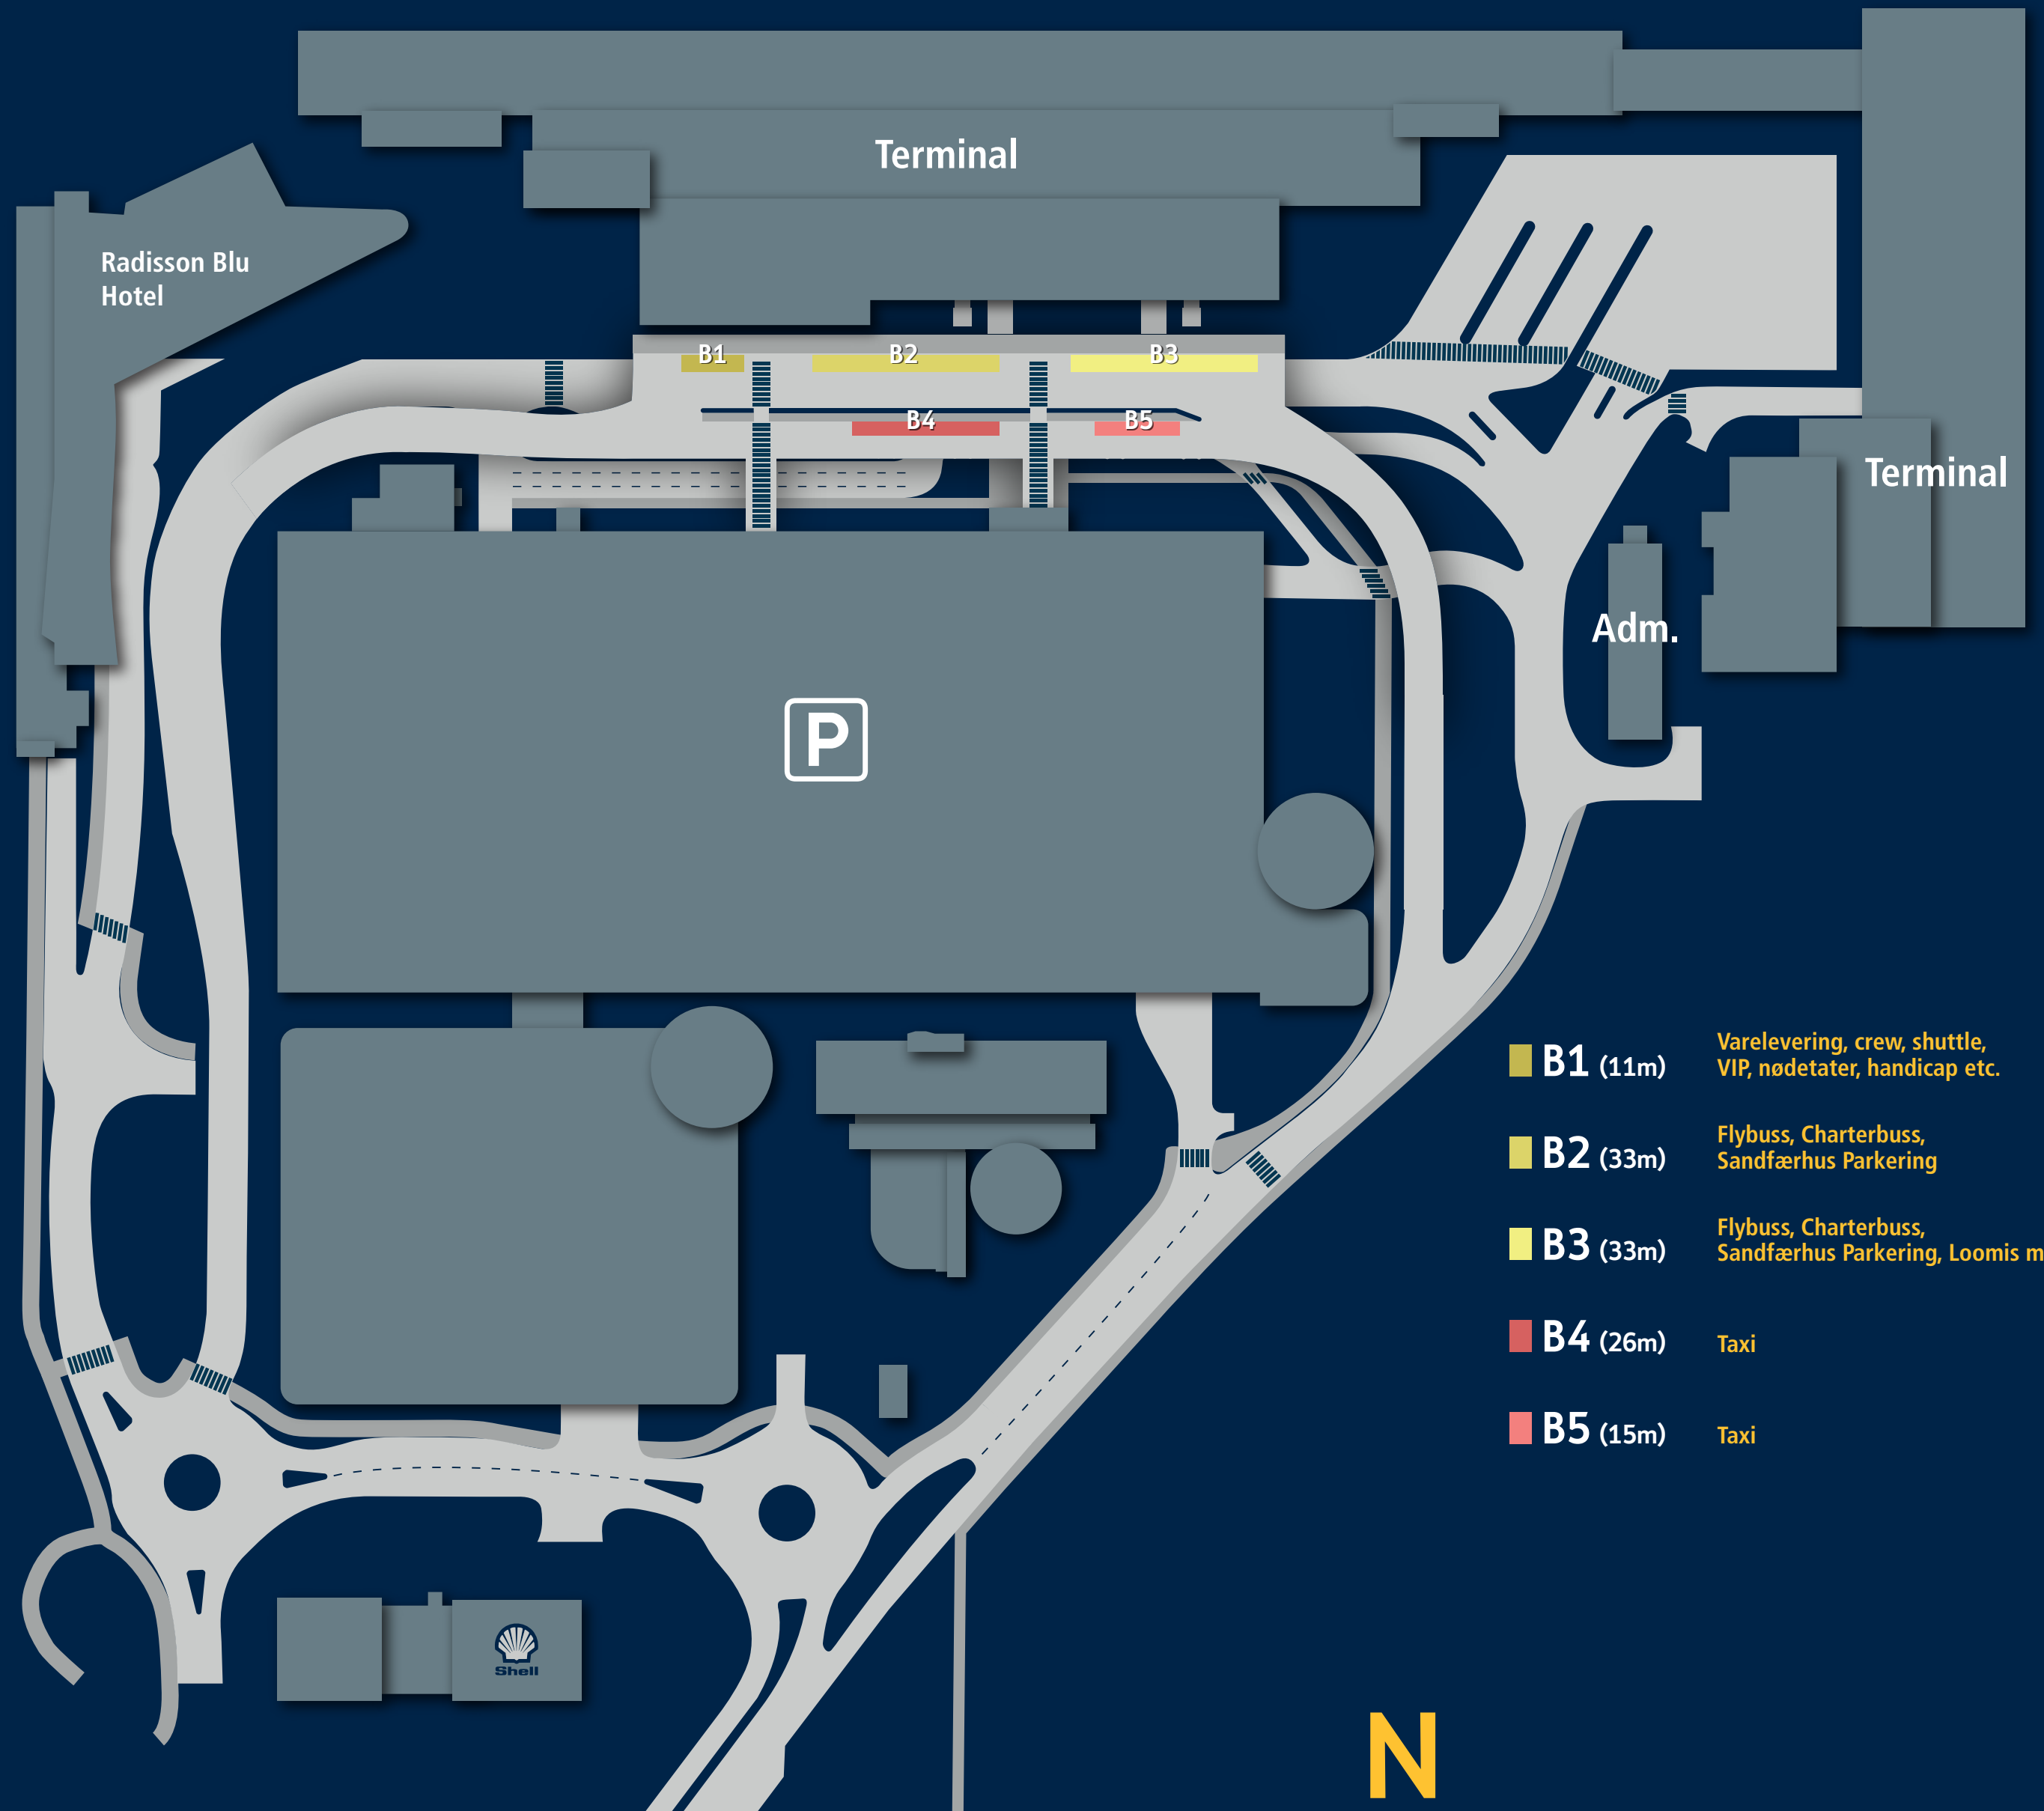 Terminal
Radisson Blu
Hotel
B1
B2
B3
B4
B5
Terminal
Adm.
P
B1 (11m)
Varelevering, crew, shuttle,
VIP, nødetater, handicap etc.
B2 (33m)
Flybuss, Charterbuss,
Sandfærhus Parkering
B3 (33m)
Flybuss, Charterbuss,
Sandfærhus Parkering, Loomis m
B4 (26m)
Taxi
B5 (15m)
Taxi
Shell
N